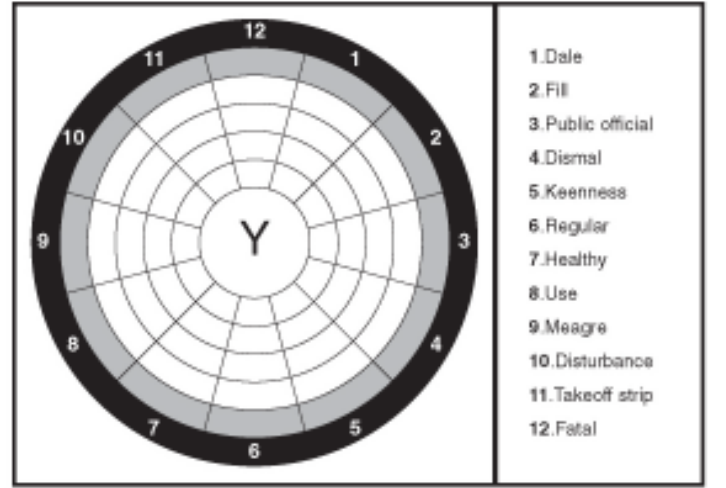 12
11
1
10
2
Y
9
3
8
4
7
5
6
1.Dale
2.Fill
3.Public official
4.Dismal
5.Keenness
6.Regular
7.Healthy
8.Use
9.Meagre
10.Disturbance
11.Takeoff strip
12.Fatal